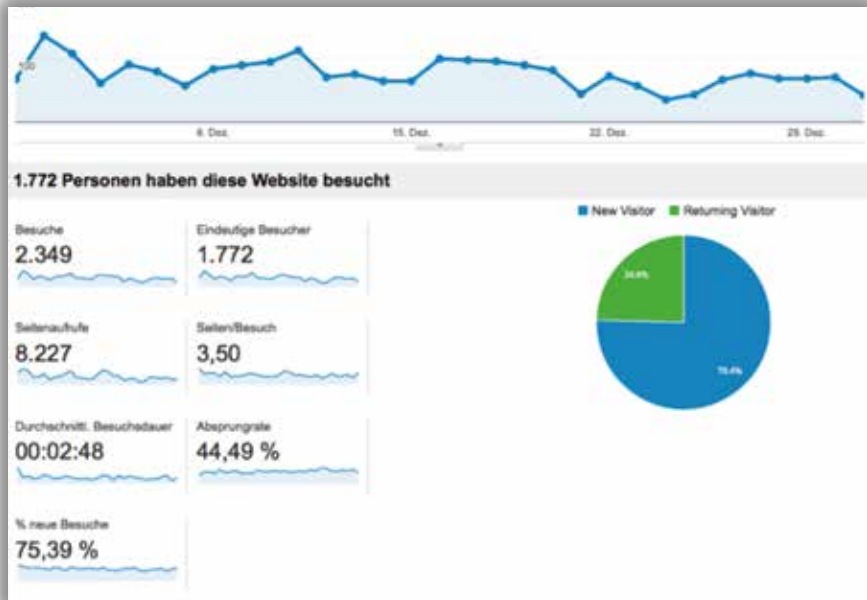 100
8. Dez.
15. Dez.
22. Dez.
29. Dez.
1.772 Personen haben diese Website besucht
New Visitor
Returning Visitor
Besuche
2.349
Eindeutige Besucher
1.772
Seitenaufrufe
8.227
Seiten/Besuch
3,50
Durchschnittl. Besuchsdauer
00:02:48
Absprungrate
44,49 %
% neue Besuche
75,39 %